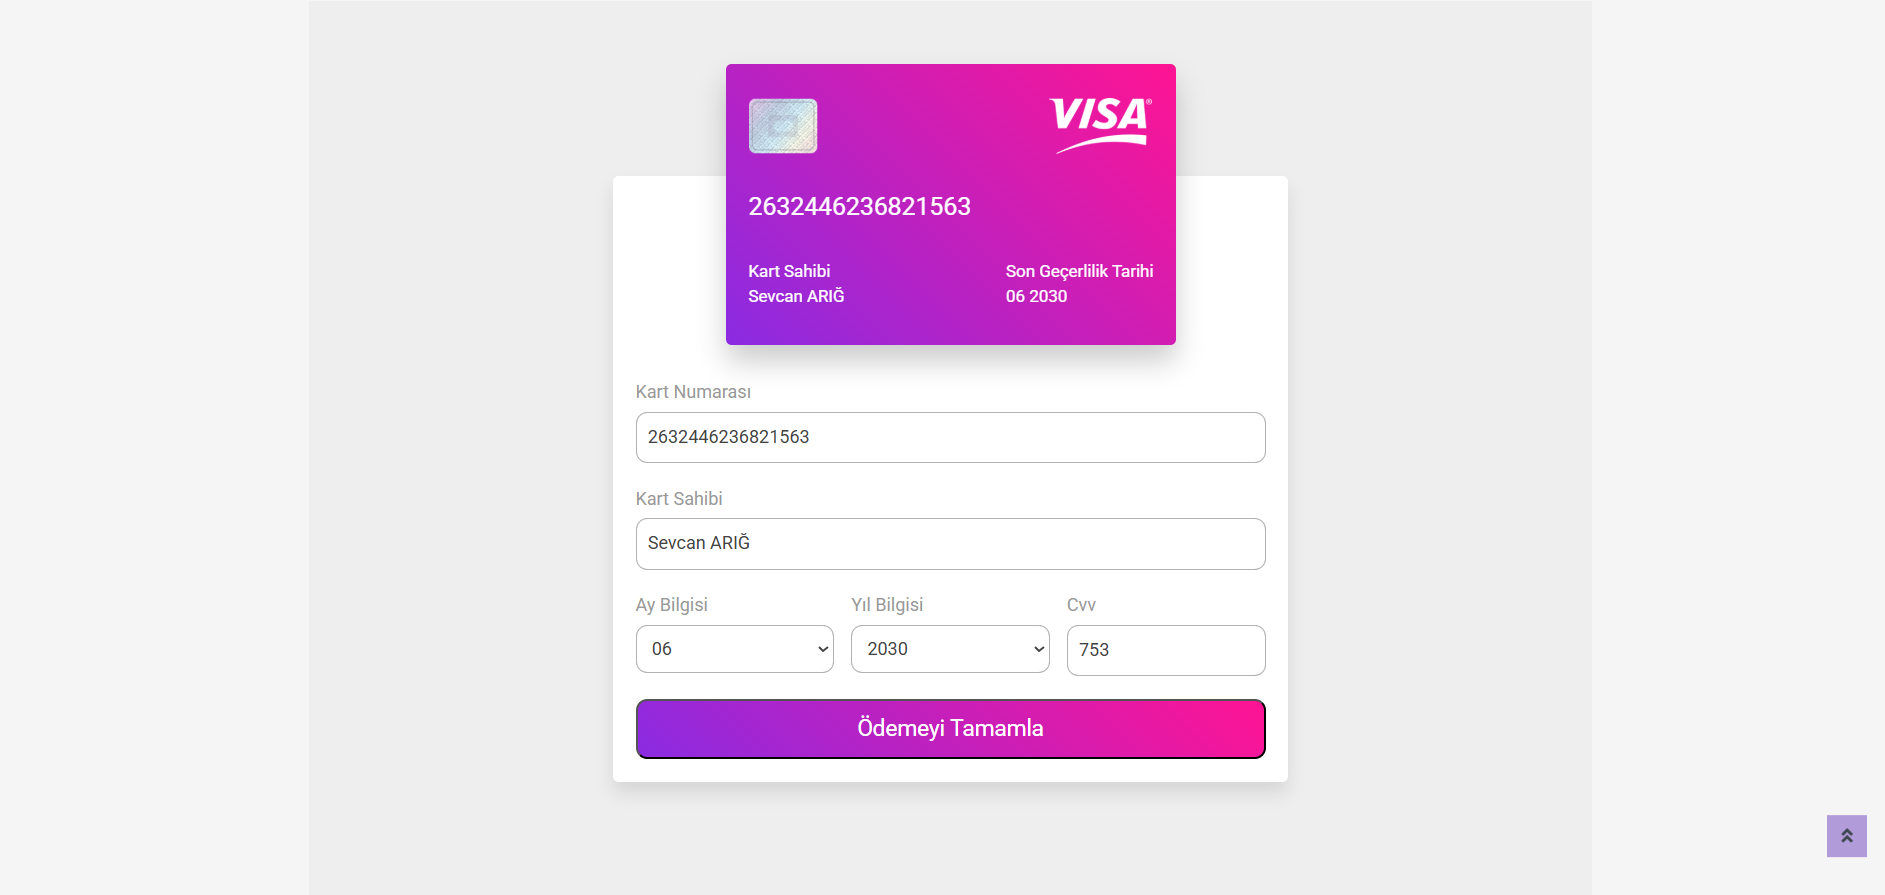 VISA®
2632446236821563
Kart Sahibi
Sevcan ARIĞ
Son Geçerlilik Tarihi
06 2030
Kart Numarası
2632446236821563
Kart Sahibi
Sevcan ARIĞ
Ay Bilgisi
06
Yıl Bilgisi
2030
Cvv
753
Ödemeyi Tamamla